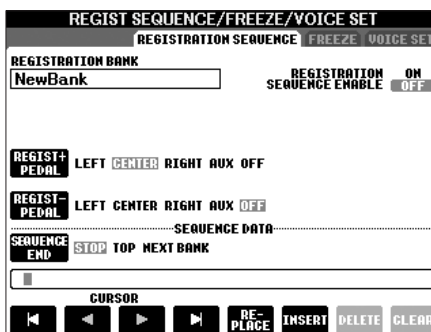 REGIST SEQUENCE/FREEZE/VOICE SET
REGISTRATION SEQUENCE FREEZE VOICE SET
REGISTRATION BANK
NewBank
REGISTRATION SEQUENCE ENABLE ON OFF
REGIST+ PEDAL LEFT CENTER RIGHT AUX OFF
REGIST- PEDAL LEFT CENTER RIGHT AUX OFF
SEQUENCE DATA
SEQUENCE END STOP TOP NEXT BANK
CURSOR
RE-PLACE INSERT DELETE CLEAR